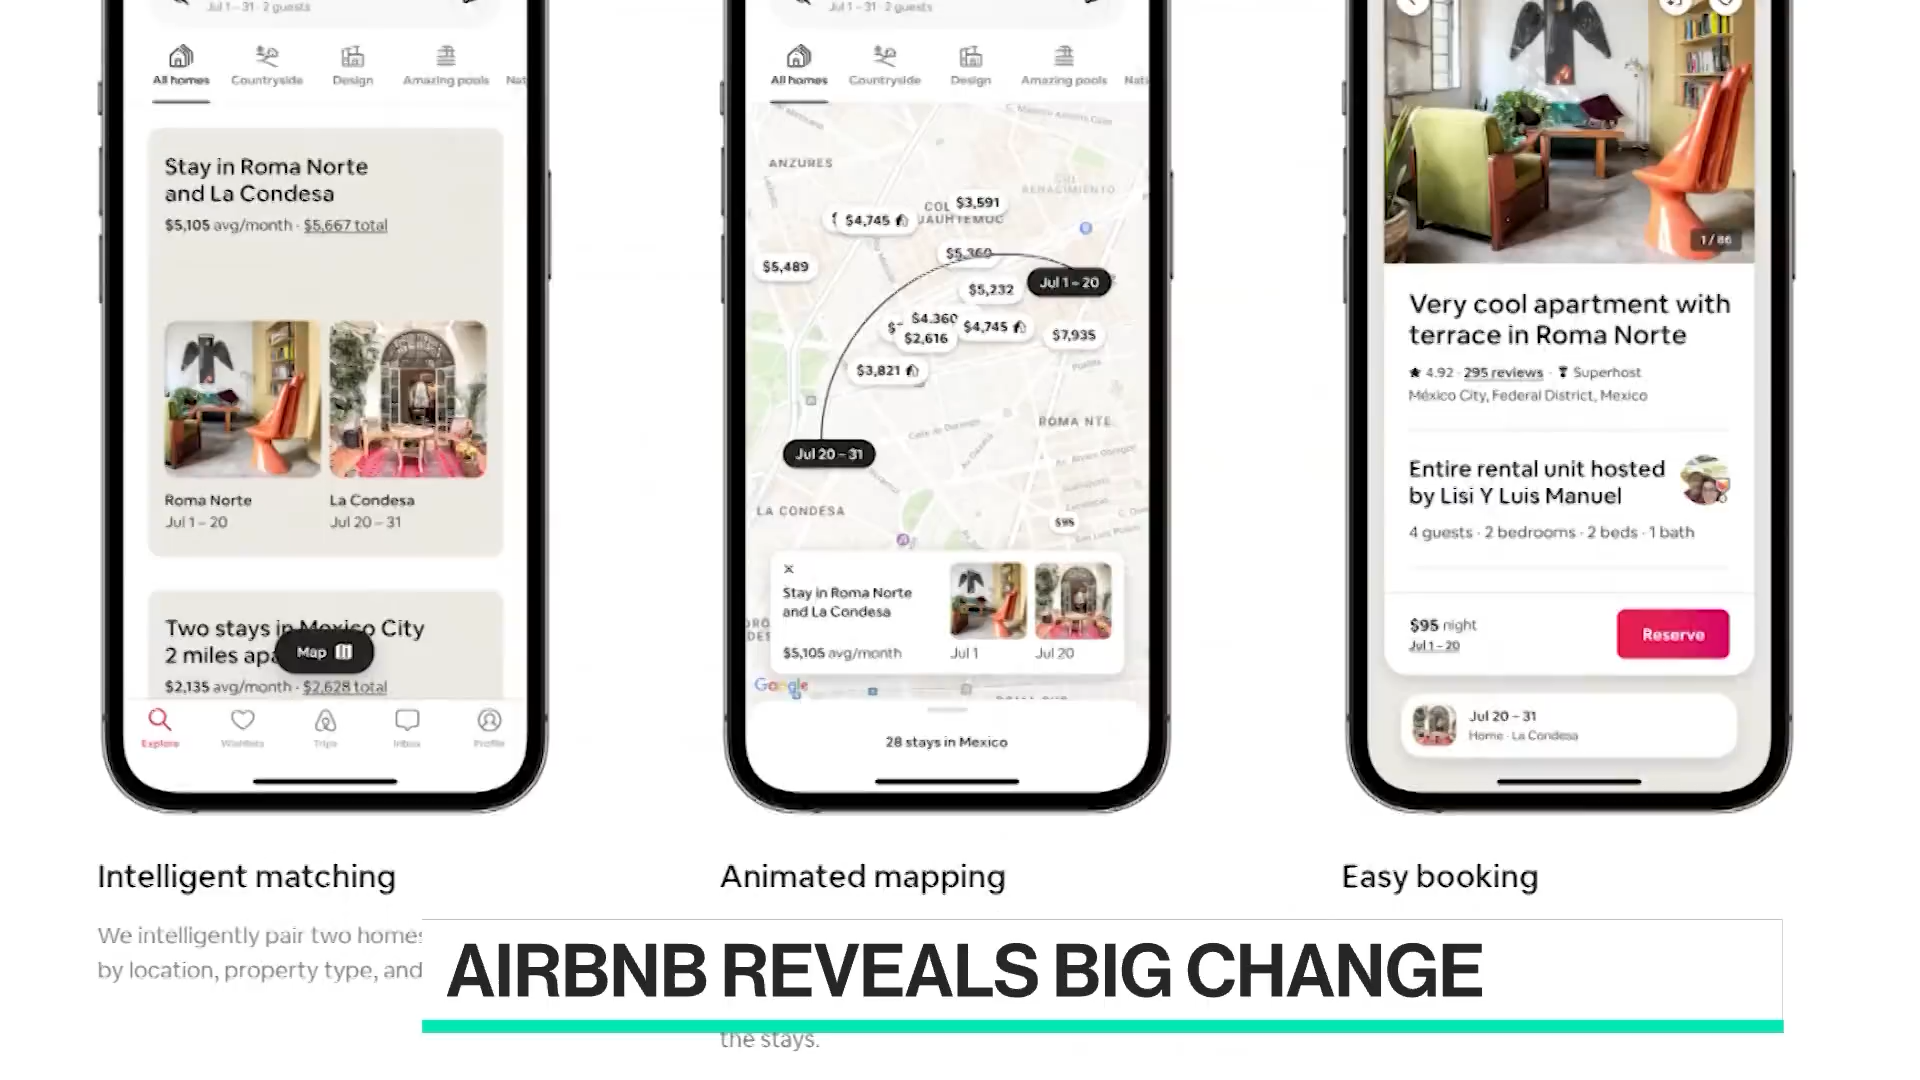 Jul 1 – 31 · 2 guests
All homes
Countryside
Design
Amazing pools
Stay in Roma Norte
and La Condesa
$5,105 avg/month · $5,667 total
Roma Norte
Jul 1 – 20
La Condesa
Jul 20 – 31
Two stays in Mexico City
2 miles
$2,135 avg/month · $2,628 total
Map
Explore
Wishlists
Trips
Inbox
Profile
Intelligent matching
We intelligently pair two homes
by location, property type, and
Jul 1 – 31 · 2 guests
All homes
Countryside
Design
Amazing pools
ANZURES
RENACIMIENTO
COL
CUAUHTEMOC
$3,591
$4,745
$5,360
$5,489
Jul 1 – 20
$5,232
$4,360
$4,745
$2,616
$7,935
$3,821
ROMA NTE
Jul 20 – 31
LA CONDESA
$95
Stay in Roma Norte
and La Condesa
$5,105 avg/month
Jul 1
Jul 20
Google
28 stays in Mexico
Animated mapping
the stays.
1 / 86
Very cool apartment with
terrace in Roma Norte
4.92 · 295 reviews · Superhost
México City, Federal District, Mexico
Entire rental unit hosted
by Lisi Y Luis Manuel
4 guests · 2 bedrooms · 2 beds · 1 bath
$95 night
Jul 1 – 20
Reserve
Jul 20 – 31
Home · La Condesa
Easy booking
AIRBNB REVEALS BIG CHANGE